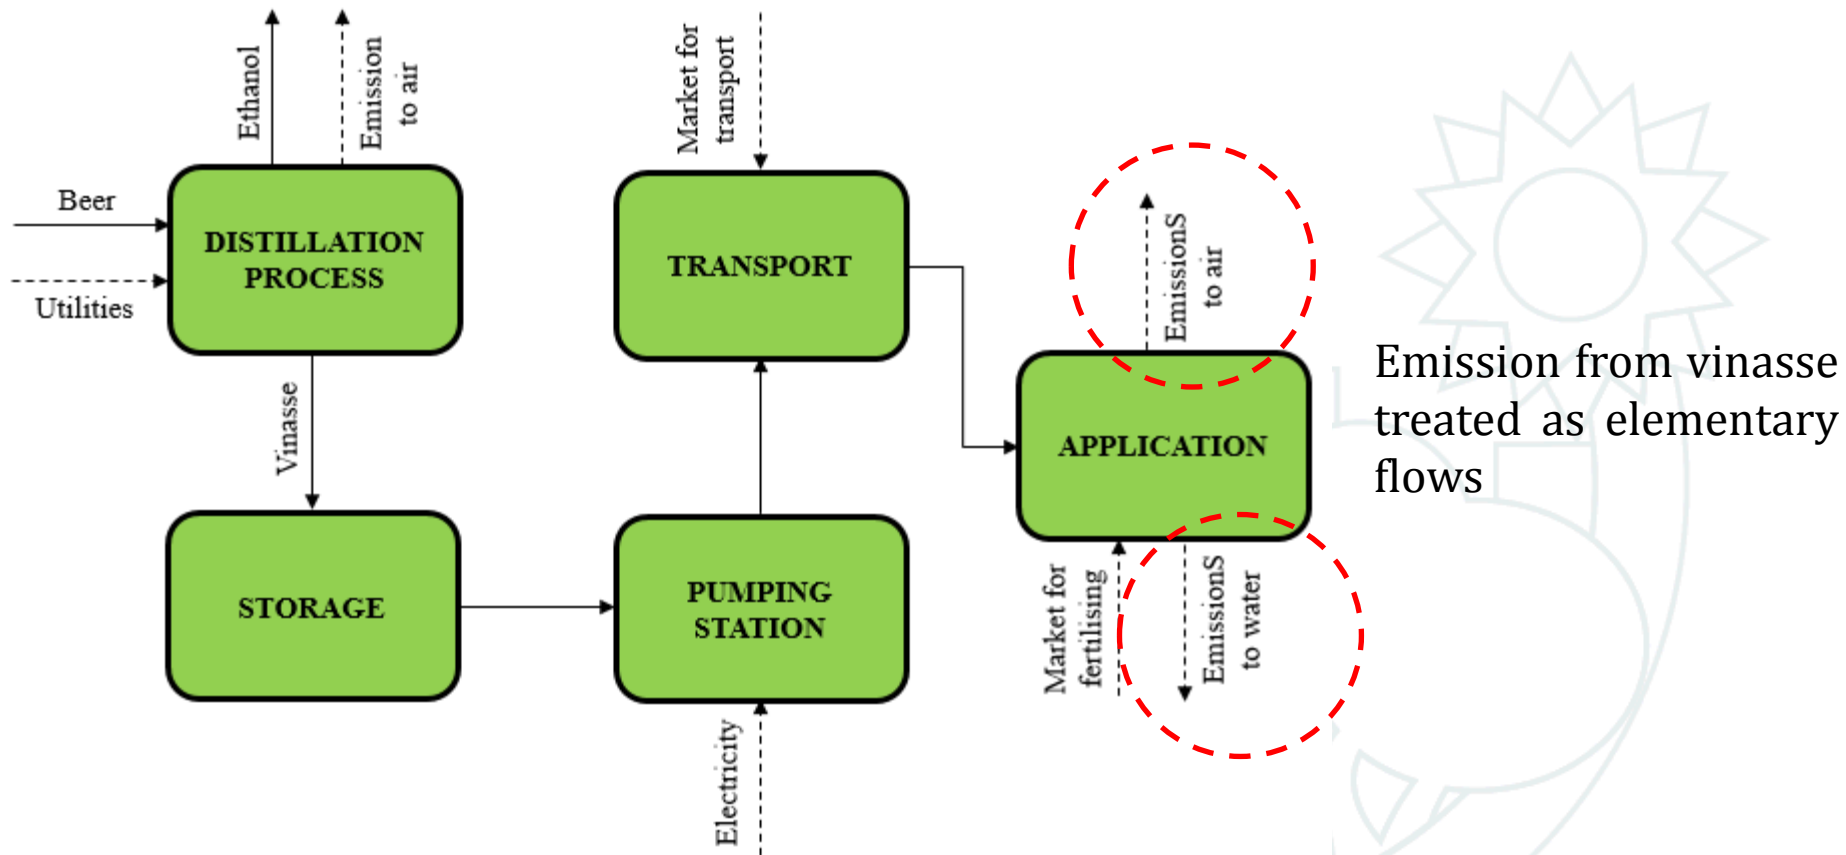 Ethanol
Emission
to air
Market for
transport
Beer
Utilities
DISTILLATION
PROCESS
TRANSPORT
EmissionS
to air
Emission from vinasse
treated as elementary
flows
APPLICATION
Vinasse
STORAGE
PUMPING
STATION
Market for
fertilising
EmissionS
to water
Electricity